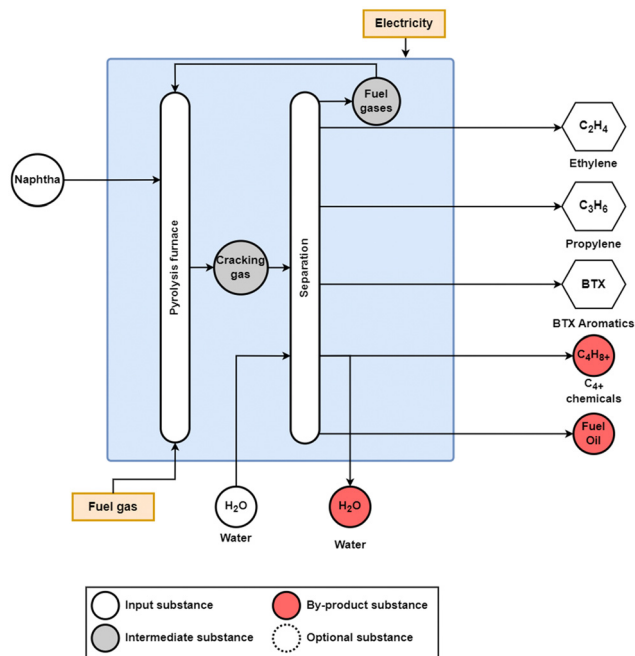 Electricity
Fuel
gases
C₂H₄
Ethylene
Naphtha
C₃H₆
Propylene
Pyrolysis furnace
Cracking
gas
Separation
BTX
BTX Aromatics
C₄H₈₊
C₄₊
chemicals
Fuel
Oil
Fuel gas
H₂O
Water
H₂O
Water
Input substance
By-product substance
Intermediate substance
Optional substance